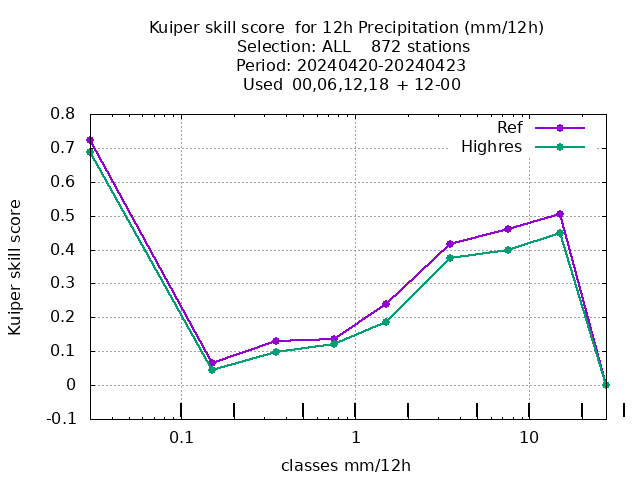 Kuiper skill score  for 12h Precipitation (mm/12h)
Selection: ALL    872 stations
Period: 20240420-20240423
Used  00,06,12,18  + 12-00
Ref
Highres
Kuiper skill score
0.8
0.7
0.6
0.5
0.4
0.3
0.2
0.1
0
-0.1
0.1
1
10
classes mm/12h